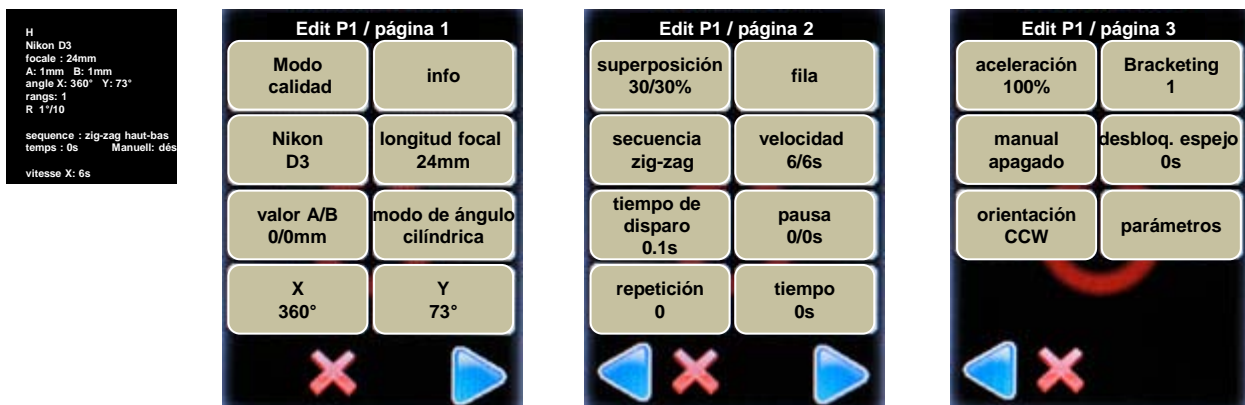 H
Nikon D3
focale : 24mm
A: 1mm B: 1mm
angle X: 360° Y: 73°
rangs: 1
R 1°/10
sequence : zig-zag haut-bas
temps : 0s Manuell: dés
vitesse X: 6s
Edit P1 / página 1
Modo
calidad
info
Nikon
D3
longitud focal
24mm
valor A/B
0/0mm
modo de ángulo
cilíndrica
X
360°
Y
73°
Edit P1 / página 2
superposición
30/30%
fila
secuencia
zig-zag
velocidad
6/6s
tiempo de
disparo
0.1s
pausa
0/0s
repetición
0
tiempo
0s
Edit P1 / página 3
aceleración
100%
Bracketing
1
manual
apagado
desbloq. espejo
0s
orientación
CCW
parámetros